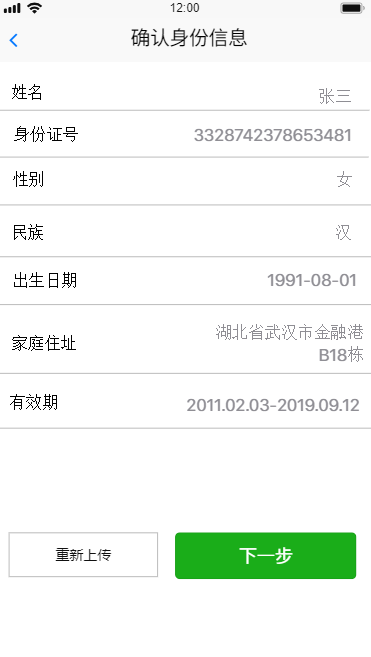 12:00
确认身份信息
姓名 张三
身份证号 3328742378653481
性别 女
民族 汉
出生日期 1991-08-01
家庭住址 湖北省武汉市金融港
B18栋
有效期 2011.02.03-2019.09.12
重新上传 下一步